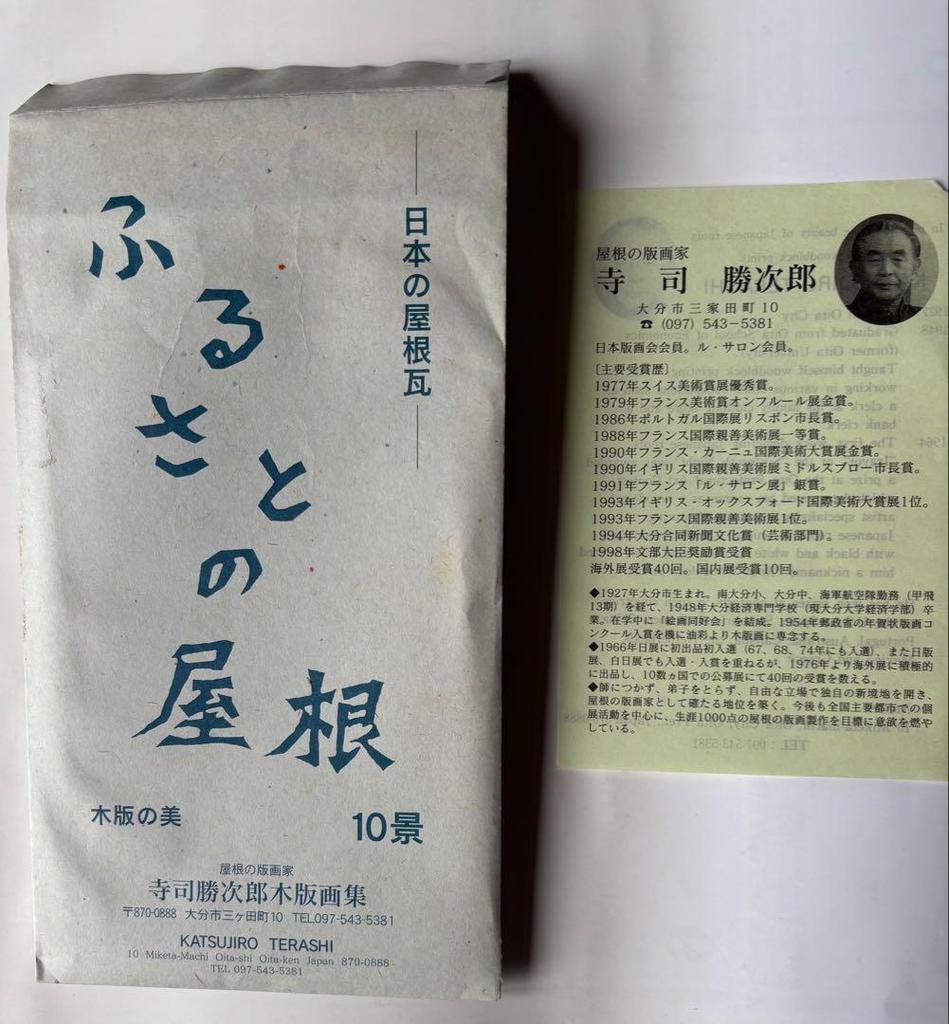 日本の屋根瓦
ふるさとの
屋根
木版の美
10景
屋根の版画家
寺司勝次郎木版画集
〒870-0888 大分市三ヶ田町10 TEL097-543-5381
KATSUJIRO TERASHI
10 Miketa-Machi Oita-shi Oita-ken Japan 870-0888
TEL 097-543-5381
屋根の版画家
寺司 勝次郎
大分市三家田町10
☎ (097) 543-5381
日本版画会会員。ル・サロン会員。
〔主要受賞歴〕
1977年スイス美術賞展優秀賞。
1979年フランス美術賞オンフルール展金賞。
1986年ポルトガル国際展リスボン市長賞。
1988年フランス国際親善美術展一等賞。
1990年フランス・カーニュ国際美術大賞展金賞。
1990年イギリス国際親善美術展ミドルスブロー市長賞。
1991年フランス「ル・サロン展」銀賞。
1993年イギリス・オックスフォード国際美術大賞展1位。
1993年フランス国際親善美術展1位。
1994年大分合同新聞文化賞（芸術部門）。
1998年文部大臣奨励賞受賞
海外展受賞40回。国内展受賞10回。
◆1927年大分市生まれ。南大分小、大分中、海軍航空隊勤務（甲飛
13期）を経て、1948年大分経済専門学校（現大分大学経済学部）卒
業。在学中に「絵画同好会」を結成。1954年郵政省の年賀状版画コ
ンクール入賞を機に油彩より木版画に専念する。
◆1966年日展に初出品初入選（67、68、74年にも入選）、また日版
展、白日展でも入選・入賞を重ねるが、1976年より海外展に積極的
に出品し、10数ヵ国での公募展にて40回の受賞を数える。
◆師につかず、弟子をとらず、自由な立場で独自の新境地を開き、
屋根の版画家として確たる地位を築く。今後も全国主要都市での個
展活動を中心に、生涯1000点の屋根の版画製作を目標に意欲を燃や
している。